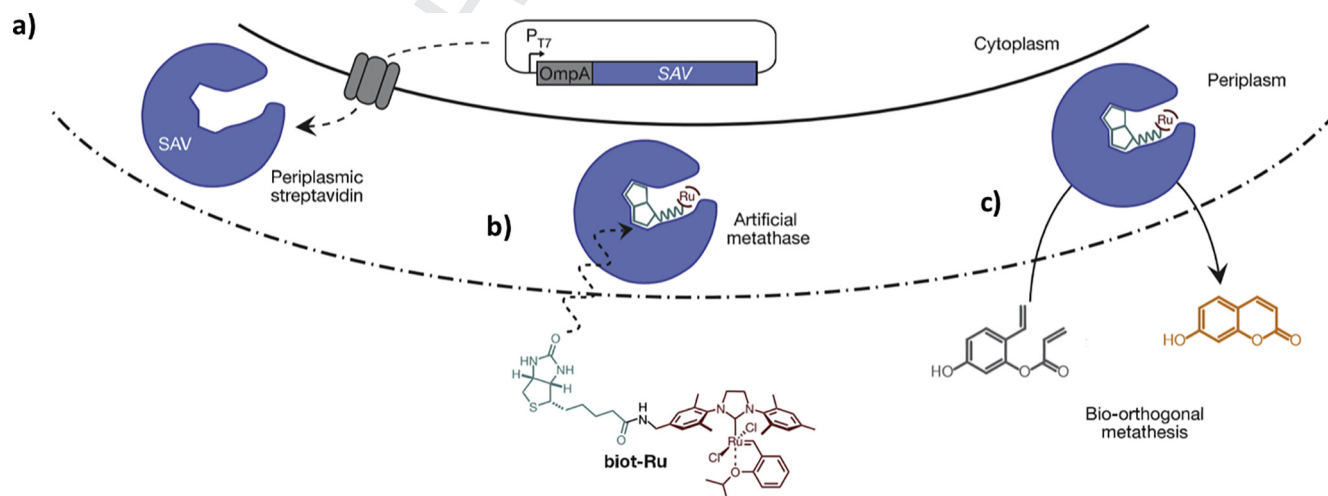 a)
P T7
OmpA
SAV
Cytoplasm
Periplasm
SAV
Periplasmic
streptavidin
b)
Ru
Artificial
metathase
c)
Ru
O
HN
NH
H
H
S
O
H
N
N
N
Cl
Ru
Cl
O
biot-Ru
HO
O
O
HO
O
O
Bio-orthogonal
metathesis